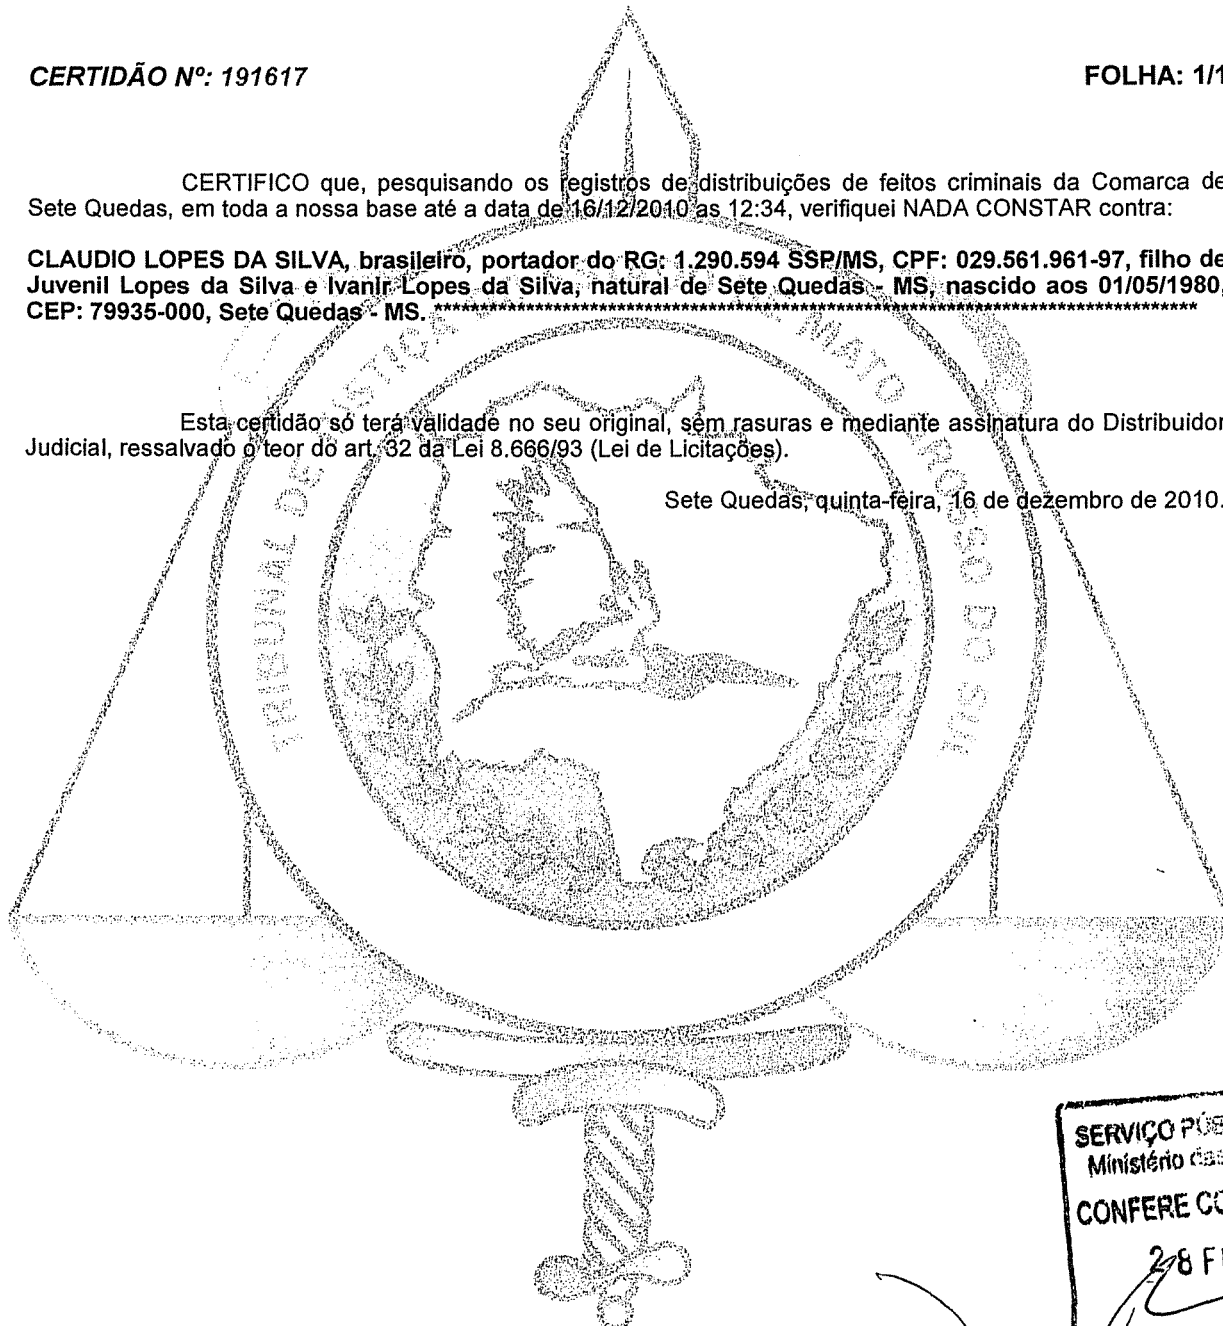 CERTIDÃO Nº: 191617
FOLHA: 1/1
CERTIFICO que, pesquisando os registros de distribuições de feitos criminais da Comarca de
Sete Quedas, em toda a nossa base até a data de 16/12/2010 as 12:34, verifiquei NADA CONSTAR contra:
CLAUDIO LOPES DA SILVA, brasileiro, portador do RG: 1.290.594 SSP/MS, CPF: 029.561.961-97, filho de
Juvenil Lopes da Silva e Ivanir Lopes da Silva, natural de Sete Quedas - MS, nascido aos 01/05/1980,
CEP: 79935-000, Sete Quedas - MS. ******************************************************************************
Esta certidão só terá validade no seu original, sem rasuras e mediante assinatura do Distribuidor
Judicial, ressalvado o teor do art. 32 da Lei 8.666/93 (Lei de Licitações).
Sete Quedas, quinta-feira, 16 de dezembro de 2010.
TRIBUNAL DE JUSTIÇA MATO GROSSO DO SUL
SERVIÇO PÚB
Ministério das
CONFERE CO
28 F